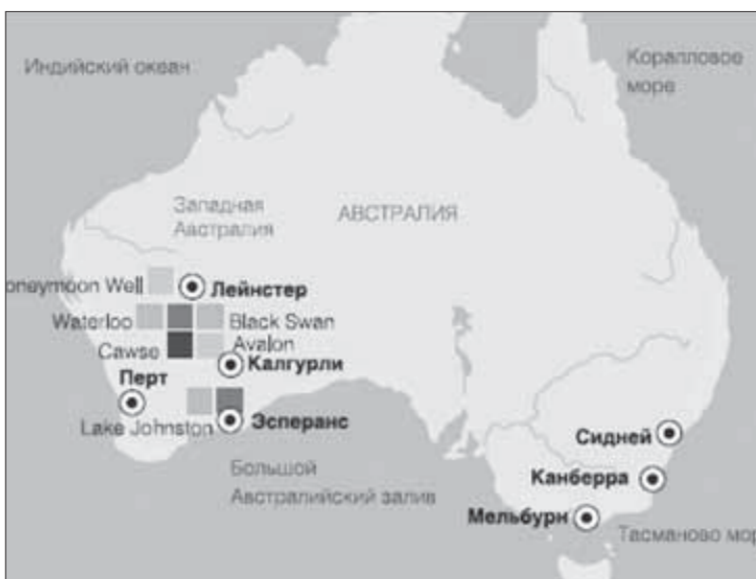 Индийский океан
Коралловое
море
Западная
Австралия
АВСТРАЛИЯ
oneymoon Well
Лейнстер
Waterloo
Black Swan
Cawse
Avalon
Калгурли
Перт
Lake Johnston
Эсперанс
Большой
Австралийский залив
Сидней
Канберра
Мельбурн
Тасманово мор